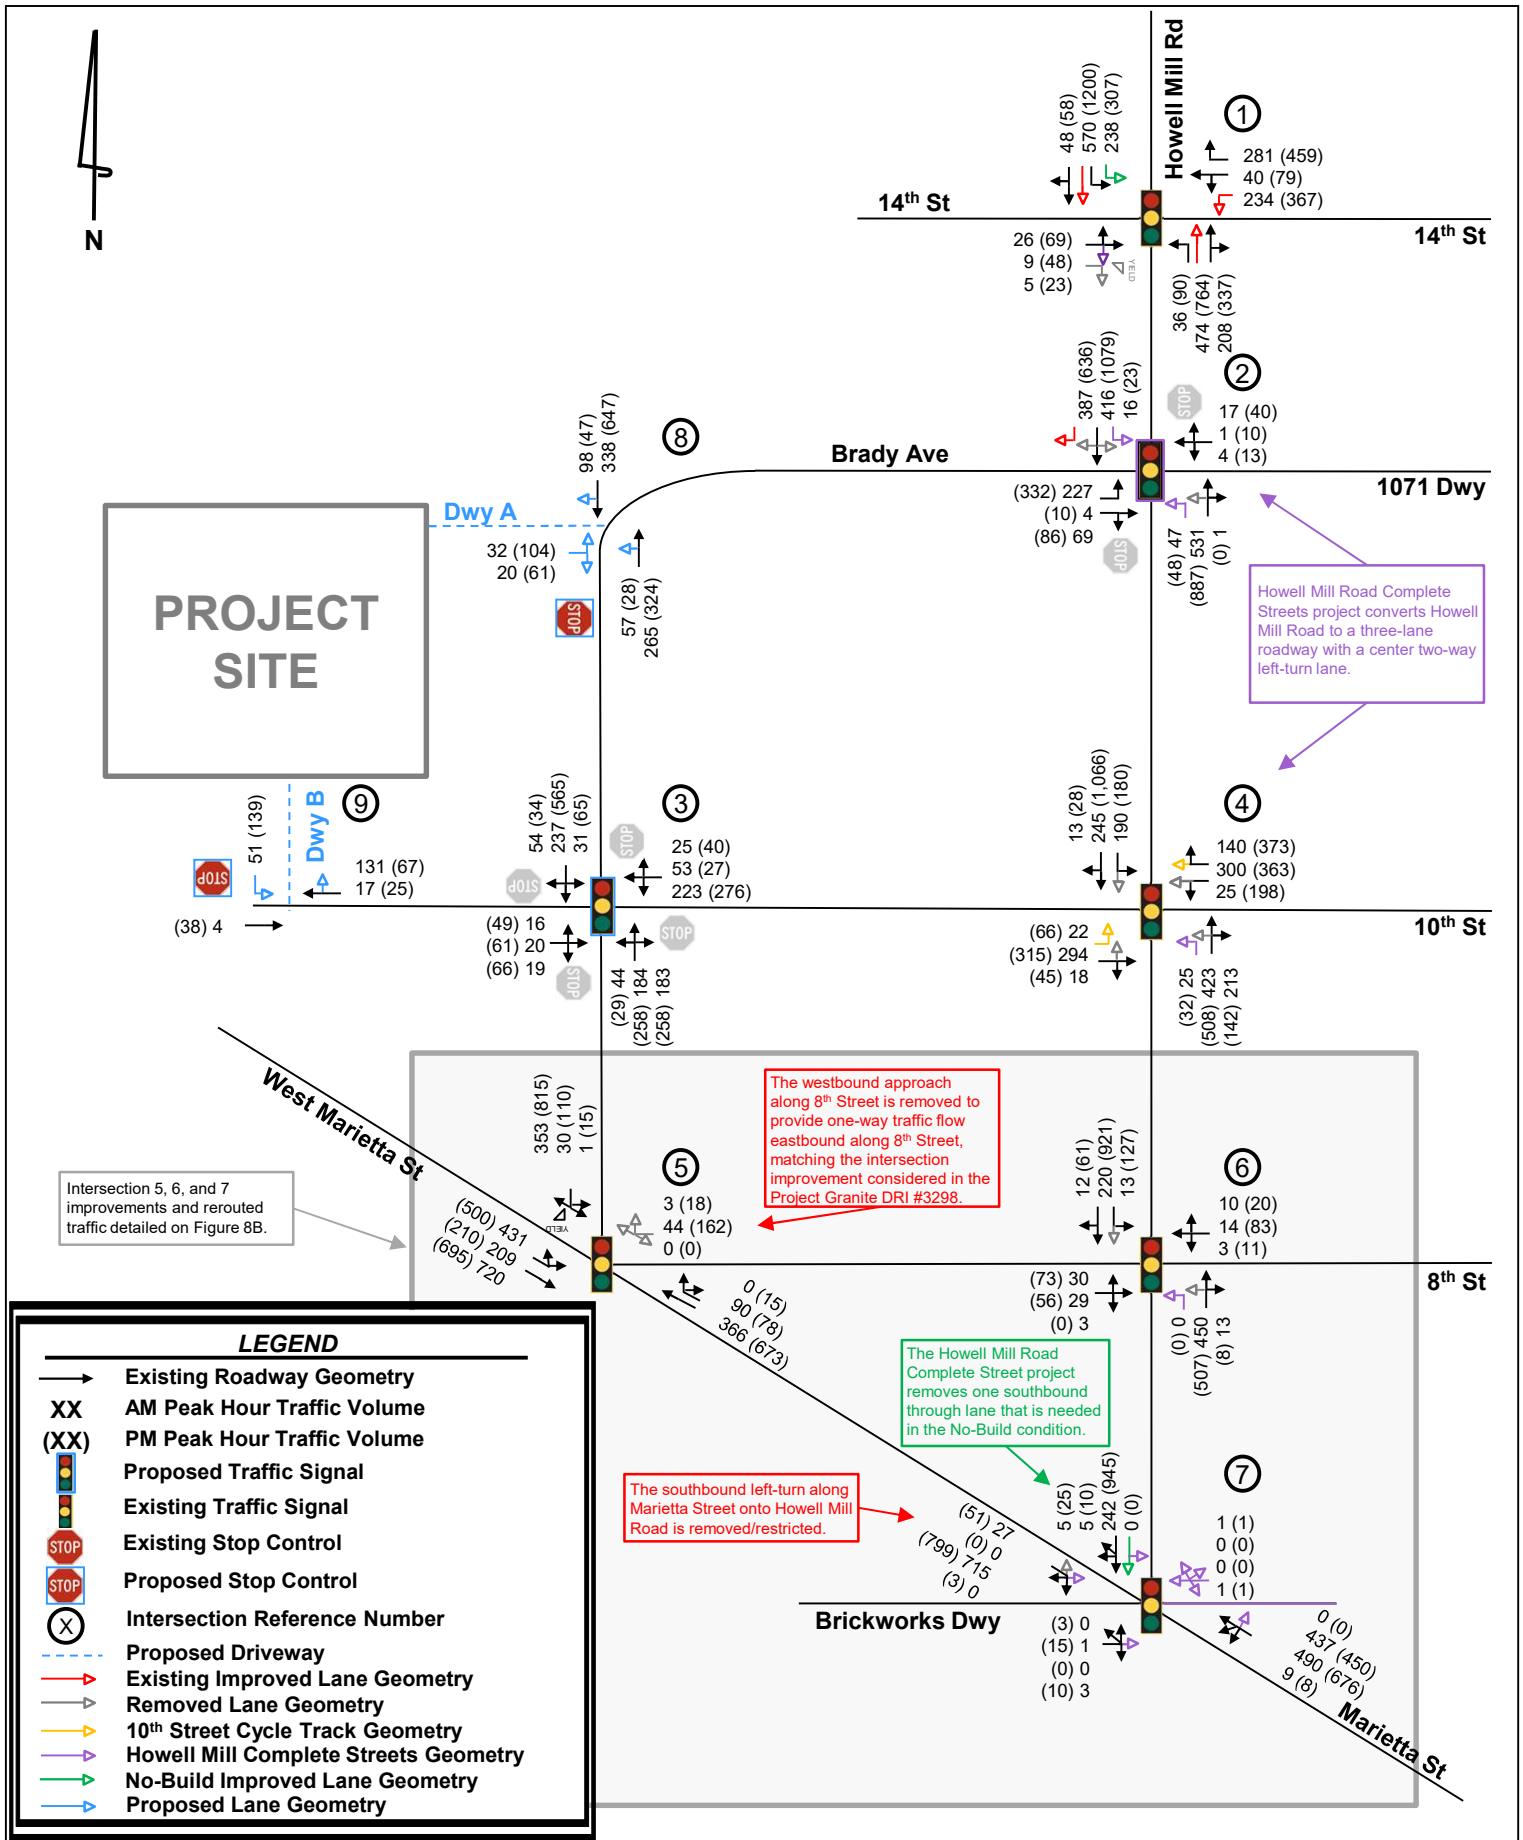 N
Howell Mill Rd
1
48 (58)
570 (1200)
238 (307)
281 (459)
40 (79)
234 (367)
14th St
14th St
26 (69)
9 (48)
5 (23)
YIELD
36 (90)
474 (764)
208 (337)
2
387 (636)
416 (1079)
16 (23)
STOP
17 (40)
1 (10)
4 (13)
8
98 (47)
338 (647)
Brady Ave
1071 Dwy
(332) 227
(10) 4
(86) 69
STOP
(48) 47
(887) 531
(0) 1
Dwy A
32 (104)
20 (61)
STOP
57 (28)
265 (324)
PROJECT
SITE
Howell Mill Road Complete
Streets project converts Howell
Mill Road to a three-lane
roadway with a center two-way
left-turn lane.
9
Dwy B
51 (139)
STOP
131 (67)
17 (25)
(38) 4
3
54 (34)
237 (565)
31 (65)
STOP
STOP
25 (40)
53 (27)
223 (276)
(49) 16
(61) 20
(66) 19
STOP
STOP
(29) 44
(258) 184
(258) 183
4
13 (28)
245 (1,066)
190 (180)
140 (373)
300 (363)
25 (198)
10th St
(66) 22
(315) 294
(45) 18
(32) 25
(508) 423
(142) 213
West Marietta St
353 (815)
30 (110)
1 (15)
The westbound approach
along 8th Street is removed to
provide one-way traffic flow
eastbound along 8th Street,
matching the intersection
improvement considered in the
Project Granite DRI #3298.
5
3 (18)
44 (162)
0 (0)
YIELD
(500) 431
(210) 209
(695) 720
0 (15)
90 (78)
366 (673)
Intersection 5, 6, and 7
improvements and rerouted
traffic detailed on Figure 8B.
6
12 (61)
220 (921)
13 (127)
10 (20)
14 (83)
3 (11)
8th St
(73) 30
(56) 29
(0) 3
(0) 0
(507) 450
(8) 13
The Howell Mill Road
Complete Street project
removes one southbound
through lane that is needed
in the No-Build condition.
The southbound left-turn along
Marietta Street onto Howell Mill
Road is removed/restricted.
7
5 (25)
5 (10)
242 (945)
0 (0)
1 (1)
0 (0)
0 (0)
1 (1)
(51) 27
(0) 0
(799) 715
(3) 0
Brickworks Dwy
(3) 0
(15) 1
(0) 0
(10) 3
0 (0)
437 (450)
490 (676)
9 (8)
Marietta St
LEGEND
Existing Roadway Geometry
XX AM Peak Hour Traffic Volume
(XX) PM Peak Hour Traffic Volume
Proposed Traffic Signal
Existing Traffic Signal
STOP Existing Stop Control
STOP Proposed Stop Control
X Intersection Reference Number
Proposed Driveway
Existing Improved Lane Geometry
Removed Lane Geometry
10th Street Cycle Track Geometry
Howell Mill Complete Streets Geometry
No-Build Improved Lane Geometry
Proposed Lane Geometry